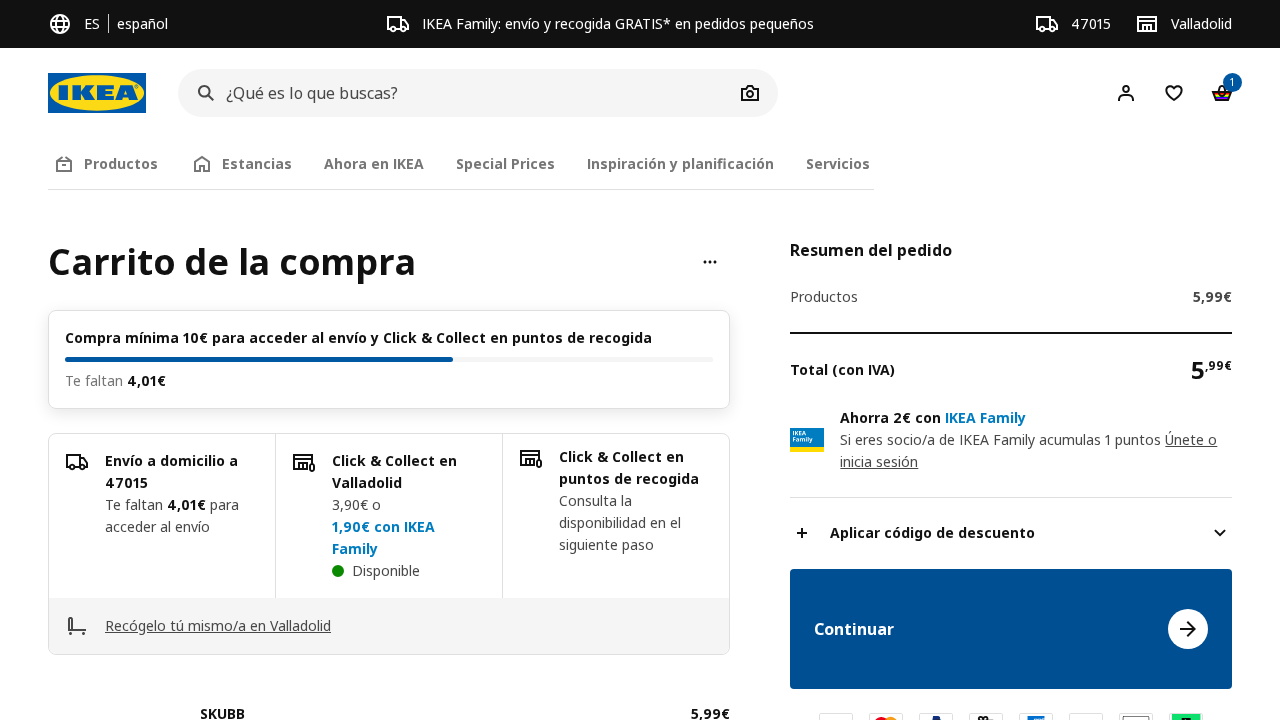 ES español
IKEA Family: envío y recogida GRATIS* en pedidos pequeños
47015
Valladolid
IKEA
¿Qué es lo que buscas?
1
Productos
Estancias
Ahora en IKEA
Special Prices
Inspiración y planificación
Servicios
Carrito de la compra
Compra mínima 10€ para acceder al envío y Click & Collect en puntos de recogida
Te faltan 4,01€
Envío a domicilio a
47015
Te faltan 4,01€ para
acceder al envío
Click & Collect en
Valladolid
3,90€ o
1,90€ con IKEA
Family
Disponible
Click & Collect en
puntos de recogida
Consulta la
disponibilidad en el
siguiente paso
Recógelo tú mismo/a en Valladolid
SKUBB
5,99€
Resumen del pedido
Productos
5,99€
Total (con IVA)
5,99€
IKEA
Family
Ahorra 2€ con IKEA Family
Si eres socio/a de IKEA Family acumulas 1 puntos Únete o
inicia sesión
Aplicar código de descuento
Continuar